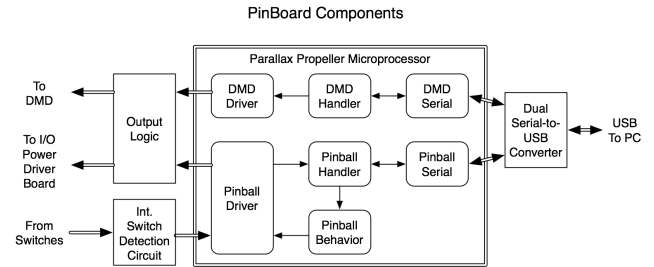 PinBoard Components
Parallax Propeller Microprocessor
To
DMD
Output
Logic
DMD
Driver
DMD
Handler
DMD
Serial
Dual
Serial-to-
USB
Converter
USB
To PC
To I/O
Power
Driver
Board
Pinball
Driver
Pinball
Handler
Pinball
Serial
From
Switches
Int.
Switch
Detection
Circuit
Pinball
Behavior